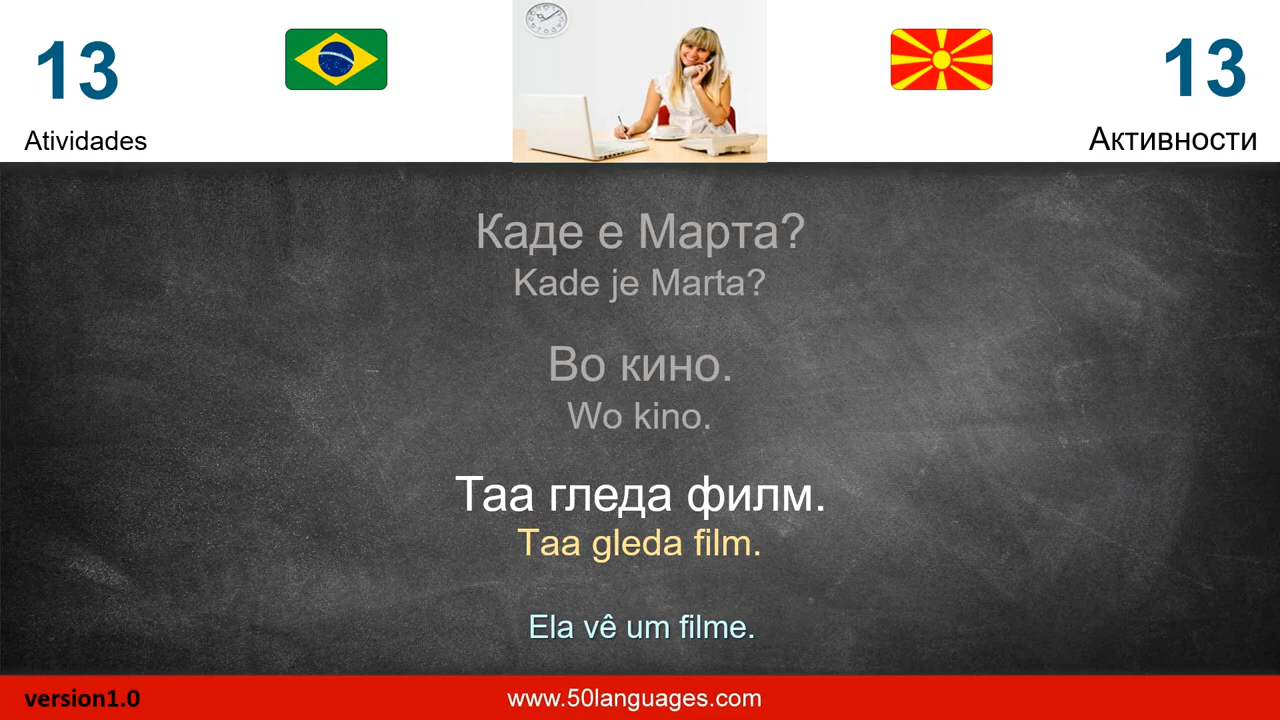 13
13
Atividades
Активности
Каде е Марта?
Kade je Marta?
Во кино.
Wo kino.
Таа гледа филм.
Taa gleda film.
Ela vê um filme.
version1.0
www.50languages.com